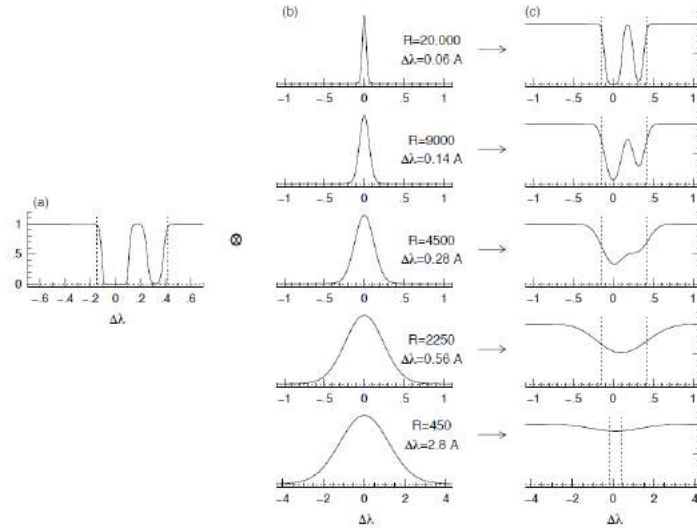 (b)
(c)
R=20,000
Δλ=0.06 A
-1 -.5 0 .5 1
-1 -.5 0 .5 1
R=9000
Δλ=0.14 A
-1 -.5 0 .5 1
-1 -.5 0 .5 1
(a)
1
.5
0
-.6 -.4 -.2 0 .2 .4 .6
Δλ
⊗
R=4500
Δλ=0.28 A
-1 -.5 0 .5 1
-1 -.5 0 .5 1
R=2250
Δλ=0.56 A
-1 -.5 0 .5 1
-1 -.5 0 .5 1
R=450
Δλ=2.8 A
-4 -2 0 2 4
-4 -2 0 2 4
Δλ
Δλ